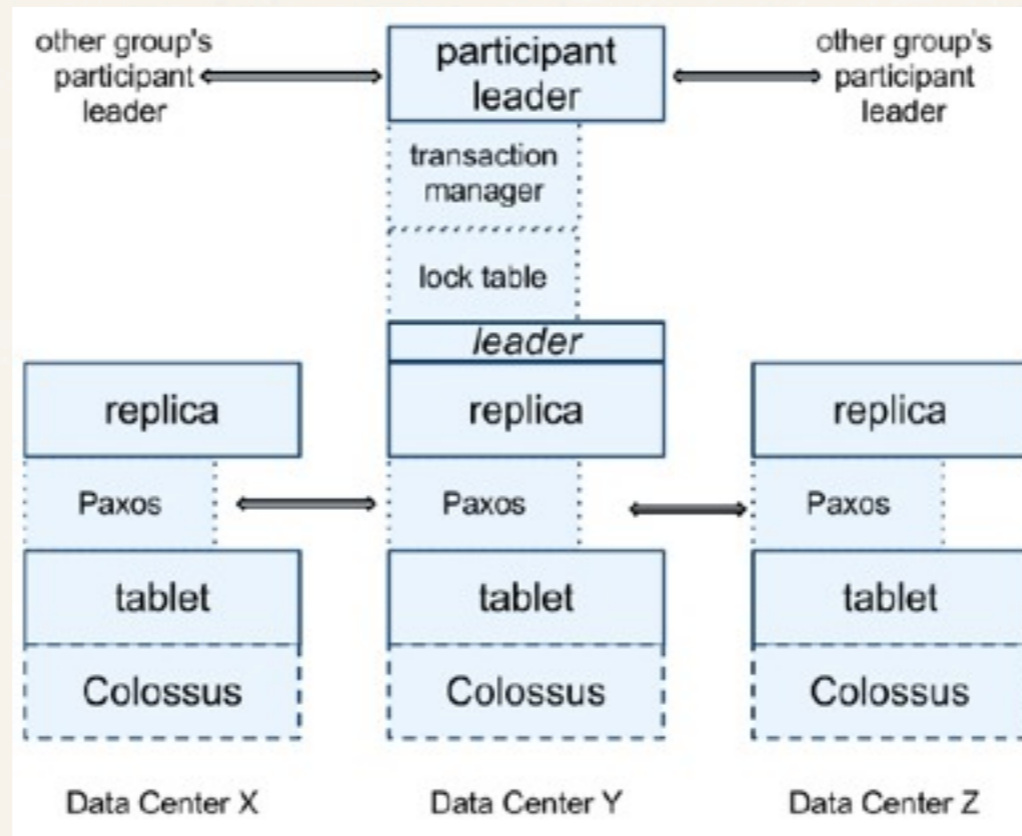 other group's
participant
leader
participant
leader
other group's
participant
leader
transaction
manager
lock table
leader
replica
replica
replica
Paxos
Paxos
Paxos
tablet
tablet
tablet
Colossus
Colossus
Colossus
Data Center X
Data Center Y
Data Center Z